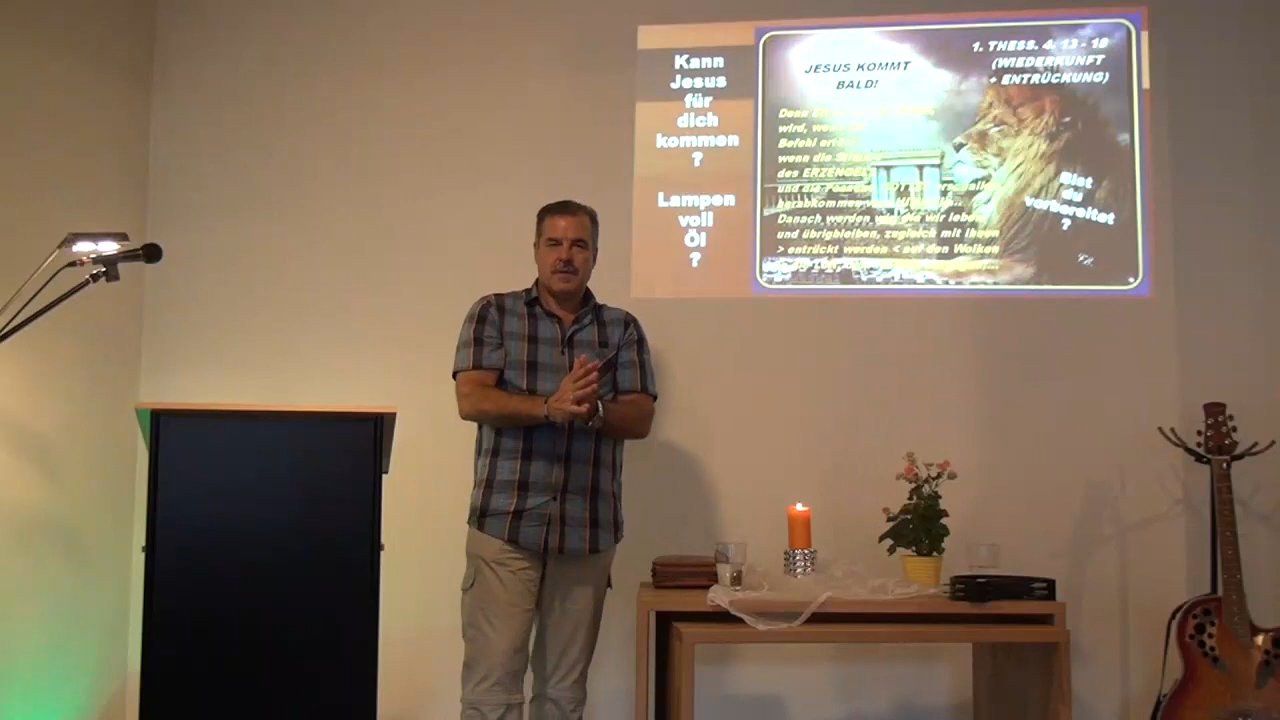 Kann
Jesus
für
dich
kommen
?
Lampen
voll
Öl
?
JESUS KOMMT
BALD!
1. THESS. 4. 13 - 18
(WIEDERKUNFT
+ ENTRÜCKUNG)
Denn
wird,
Befehl
wenn die
des ERZENGEL
und die
herabkommen
Danach werden wir die wir leben
und übrigbleiben, zugleich mit ihnen
> entrückt werden < auf den Wolken
Bist
du
vorbereitet
?